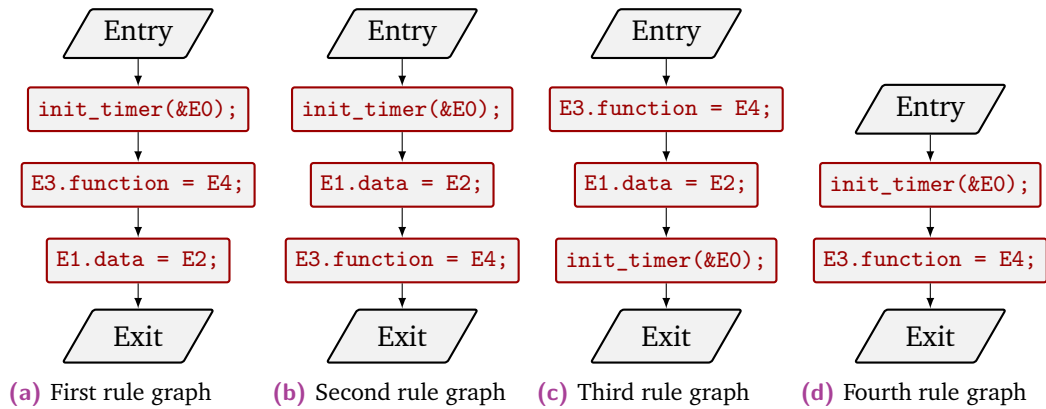 Entry
init_timer(&E0);
E3.function = E4;
E1.data = E2;
Exit
(a) First rule graph
Entry
init_timer(&E0);
E1.data = E2;
E3.function = E4;
Exit
(b) Second rule graph
Entry
E3.function = E4;
E1.data = E2;
init_timer(&E0);
Exit
(c) Third rule graph
Entry
init_timer(&E0);
E3.function = E4;
Exit
(d) Fourth rule graph